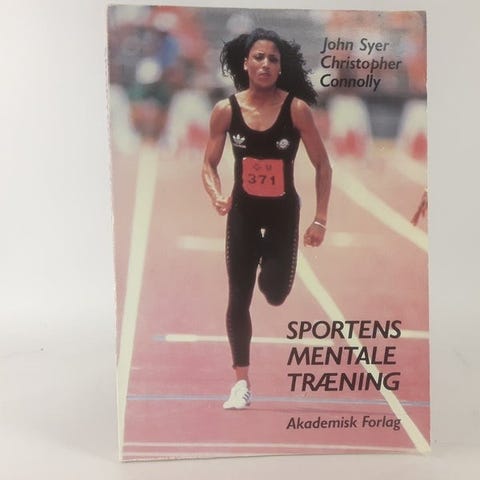 John Syer
Christopher
Connolly
371
SPORTENS
MENTALE
TRÆNING
Akademisk Forlag